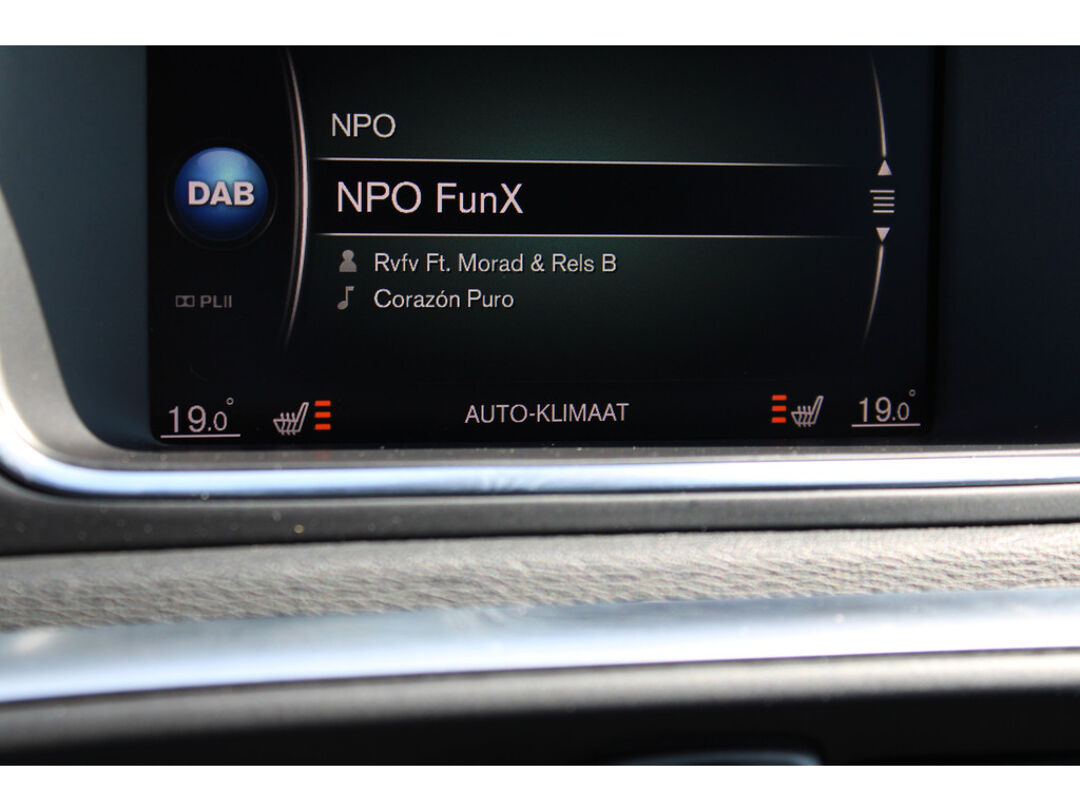 NPO
DAB
NPO FunX
Rvfv Ft. Morad & Rels B
PLII
Corazón Puro
19.0°
AUTO-KLIMAAT
19.0°